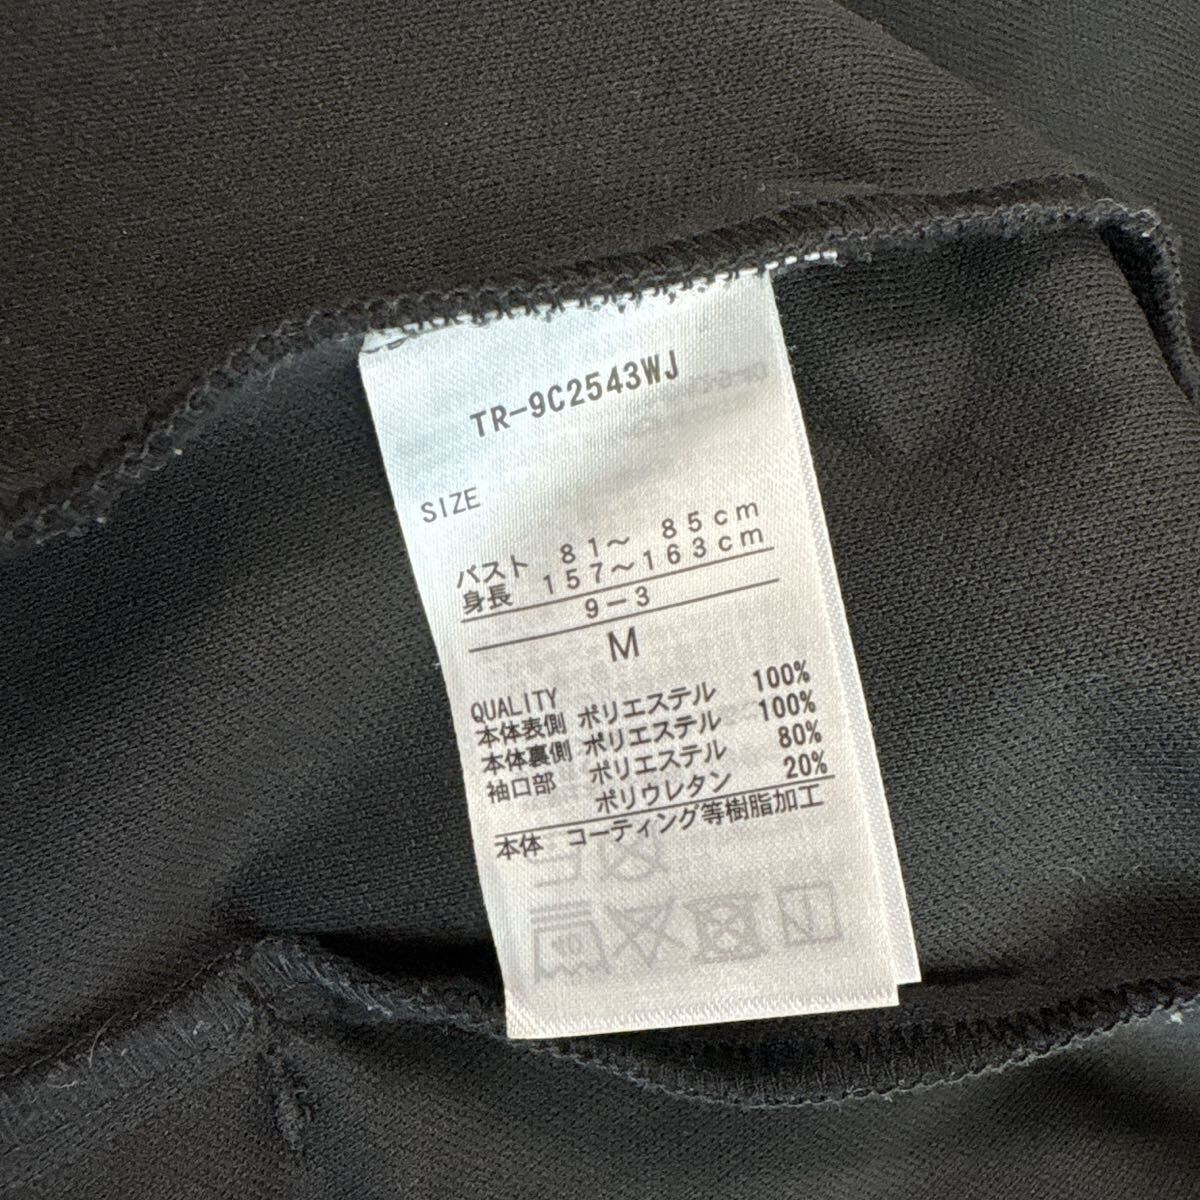 TR-9C2543WJ
SIZE
バスト 81～ 85cm
身長 157～163cm
9-3
M
QUALITY
本体表側 ポリエステル 100%
本体裏側 ポリエステル 100%
袖口部 ポリエステル 80%
ポリウレタン 20%
本体 コーティング等樹脂加工